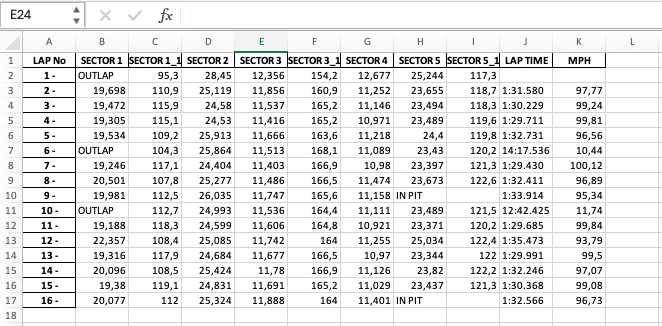 E24 fx
A B C D E F G H I J K L
1 LAP No SECTOR 1 SECTOR 1_1 SECTOR 2 SECTOR 3 SECTOR 3_1 SECTOR 4 SECTOR 5 SECTOR 5_1 LAP TIME MPH
2 1 - OUTLAP 95,3 28,45 12,356 154,2 12,677 25,244 117,3
3 2 - 19,698 110,9 25,119 11,856 160,9 11,252 23,655 118,7 1:31.580 97,77
4 3 - 19,472 115,9 24,58 11,537 165,2 11,146 23,494 118,3 1:30.229 99,24
5 4 - 19,305 115,1 24,53 11,416 165,2 10,971 23,489 119,6 1:29.711 99,81
6 5 - 19,534 109,2 25,913 11,666 163,6 11,218 24,4 119,8 1:32.731 96,56
7 6 - OUTLAP 104,3 25,864 11,513 168,1 11,089 23,43 120,2 14:17.536 10,44
8 7 - 19,246 117,1 24,404 11,403 166,9 10,98 23,397 121,3 1:29.430 100,12
9 8 - 20,501 107,8 25,277 11,486 166,5 11,474 23,673 122,6 1:32.411 96,89
10 9 - 19,981 112,5 26,035 11,747 165,6 11,158 IN PIT 1:33.914 95,34
11 10 - OUTLAP 112,7 24,993 11,536 164,4 11,111 23,489 121,5 12:42.425 11,74
12 11 - 19,188 118,3 24,599 11,606 164,8 10,921 23,371 120,2 1:29.685 99,84
13 12 - 22,357 108,4 25,085 11,742 164 11,255 25,034 122,4 1:35.473 93,79
14 13 - 19,316 117,9 24,684 11,677 166,5 10,97 23,344 122 1:29.991 99,5
15 14 - 20,096 108,5 25,424 11,78 166,9 11,126 23,82 122,2 1:32.246 97,07
16 15 - 19,38 119,1 24,831 11,691 165,2 11,029 23,437 121,3 1:30.368 99,08
17 16 - 20,077 112 25,324 11,888 164 11,401 IN PIT 1:32.566 96,73
18